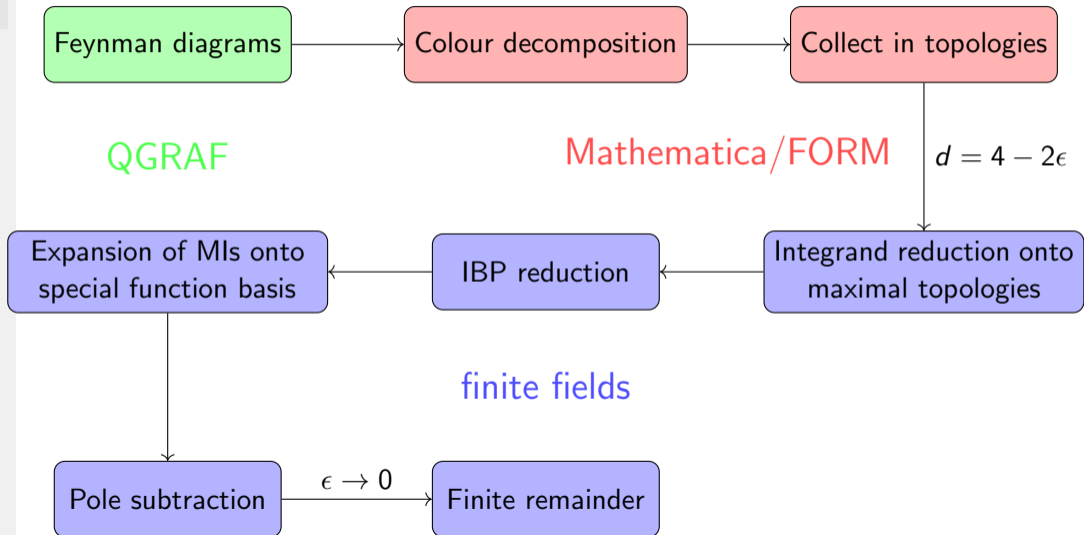 Feynman diagrams
Colour decomposition
Collect in topologies
QGRAF
Mathematica/FORM
d = 4 − 2ϵ
Expansion of MIs onto
special function basis
IBP reduction
Integrand reduction onto
maximal topologies
finite fields
Pole subtraction
ϵ → 0
Finite remainder